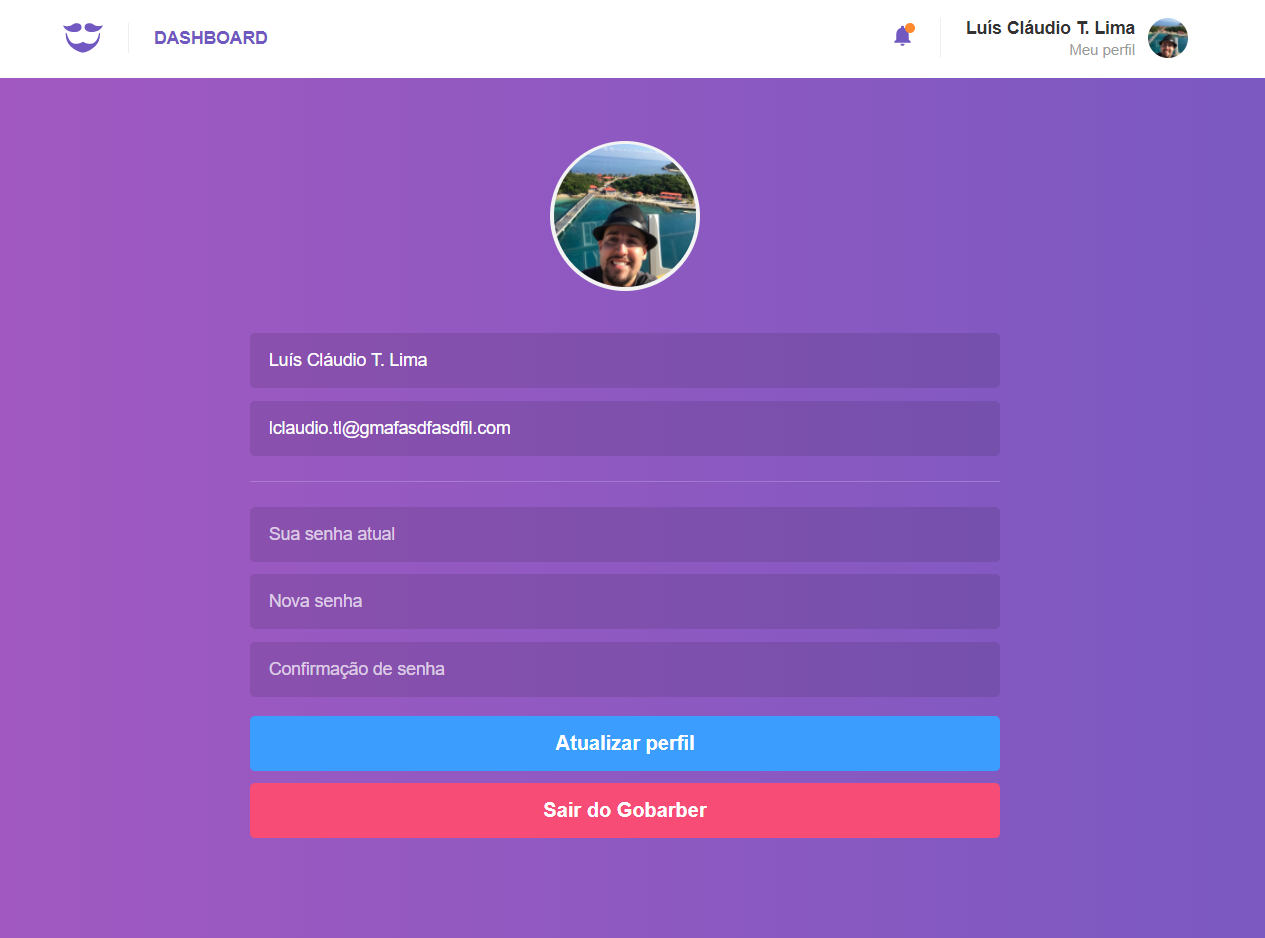 DASHBOARD
Luís Cláudio T. Lima
Meu perfil
Luís Cláudio T. Lima
lclaudio.tl@gmafasdfasdfil.com
Sua senha atual
Nova senha
Confirmação de senha
Atualizar perfil
Sair do Gobarber